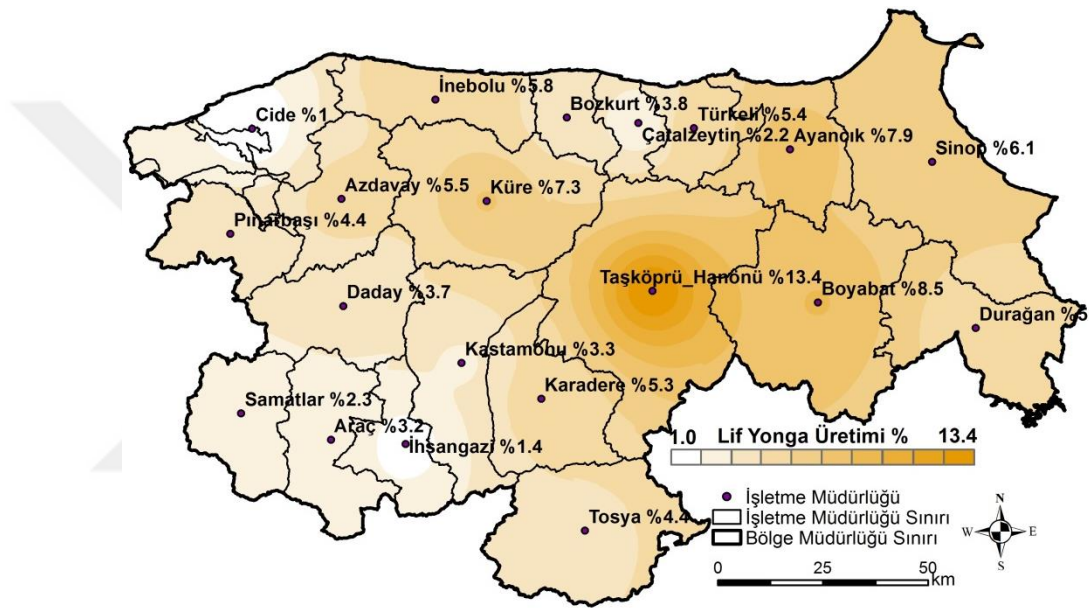 İnebolu %5.8
Bozkurt %3.8
Cide %1
Türkeli %5.4
Çatalzeytin %2.2
Ayancık %7.9
Sinop %6.1
Azdavay %5.5
Küre %7.3
Pınarbaşı %4.4
Taşköprü_Hanönü %13.4
Boyabat %8.5
Daday %3.7
Durağan %5
Kastamonu %3.3
Karadere %5.3
Samatlar %2.3
Araç %3.2
İhsangazi %1.4
Tosya %4.4
1.0 Lif Yonga Üretimi % 13.4
İşletme Müdürlüğü
İşletme Müdürlüğü Sınırı
Bölge Müdürlüğü Sınırı
N
W E
S
0 25 50
km